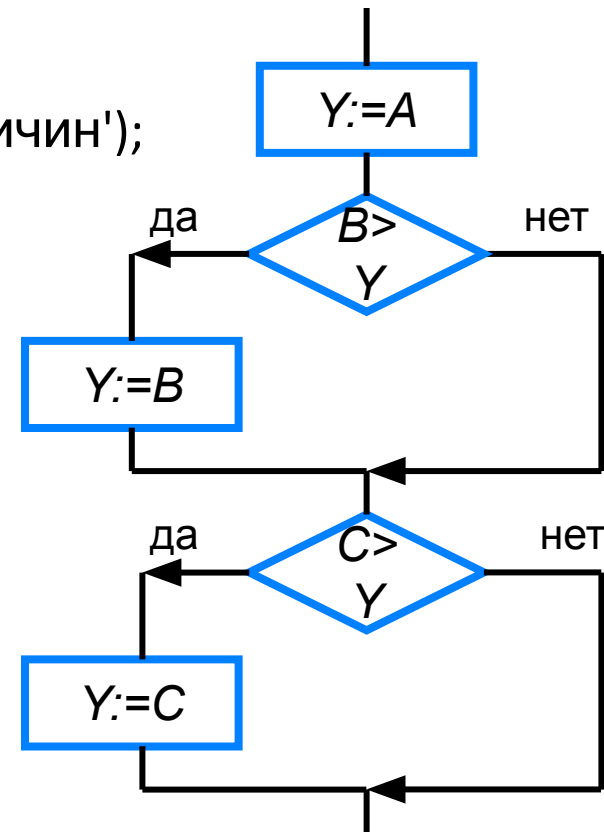 Y:=A
ичин');
да
B>
нет
Y
Y:=B
да
C>
нет
Y
Y:=C